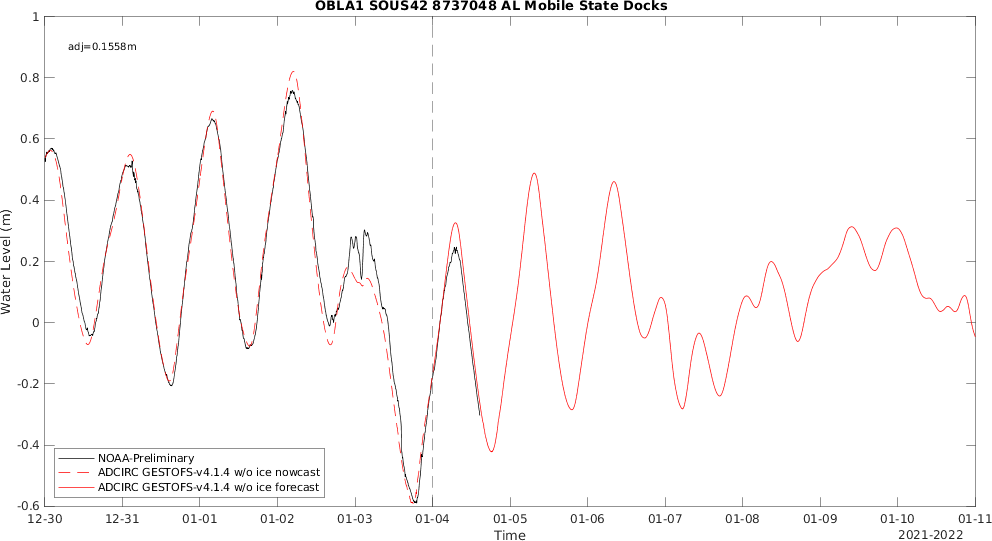 OBLA1 SOUS42 8737048 AL Mobile State Docks
adj=0.1558m
Water Level (m)
1
0.8
0.6
0.4
0.2
0
-0.2
-0.4
-0.6
NOAA-Preliminary
ADCIRC GESTOFS-v4.1.4 w/o ice nowcast
ADCIRC GESTOFS-v4.1.4 w/o ice forecast
12-30 12-31 01-01 01-02 01-03 01-04 01-05 01-06 01-07 01-08 01-09 01-10 01-11
Time
2021-2022